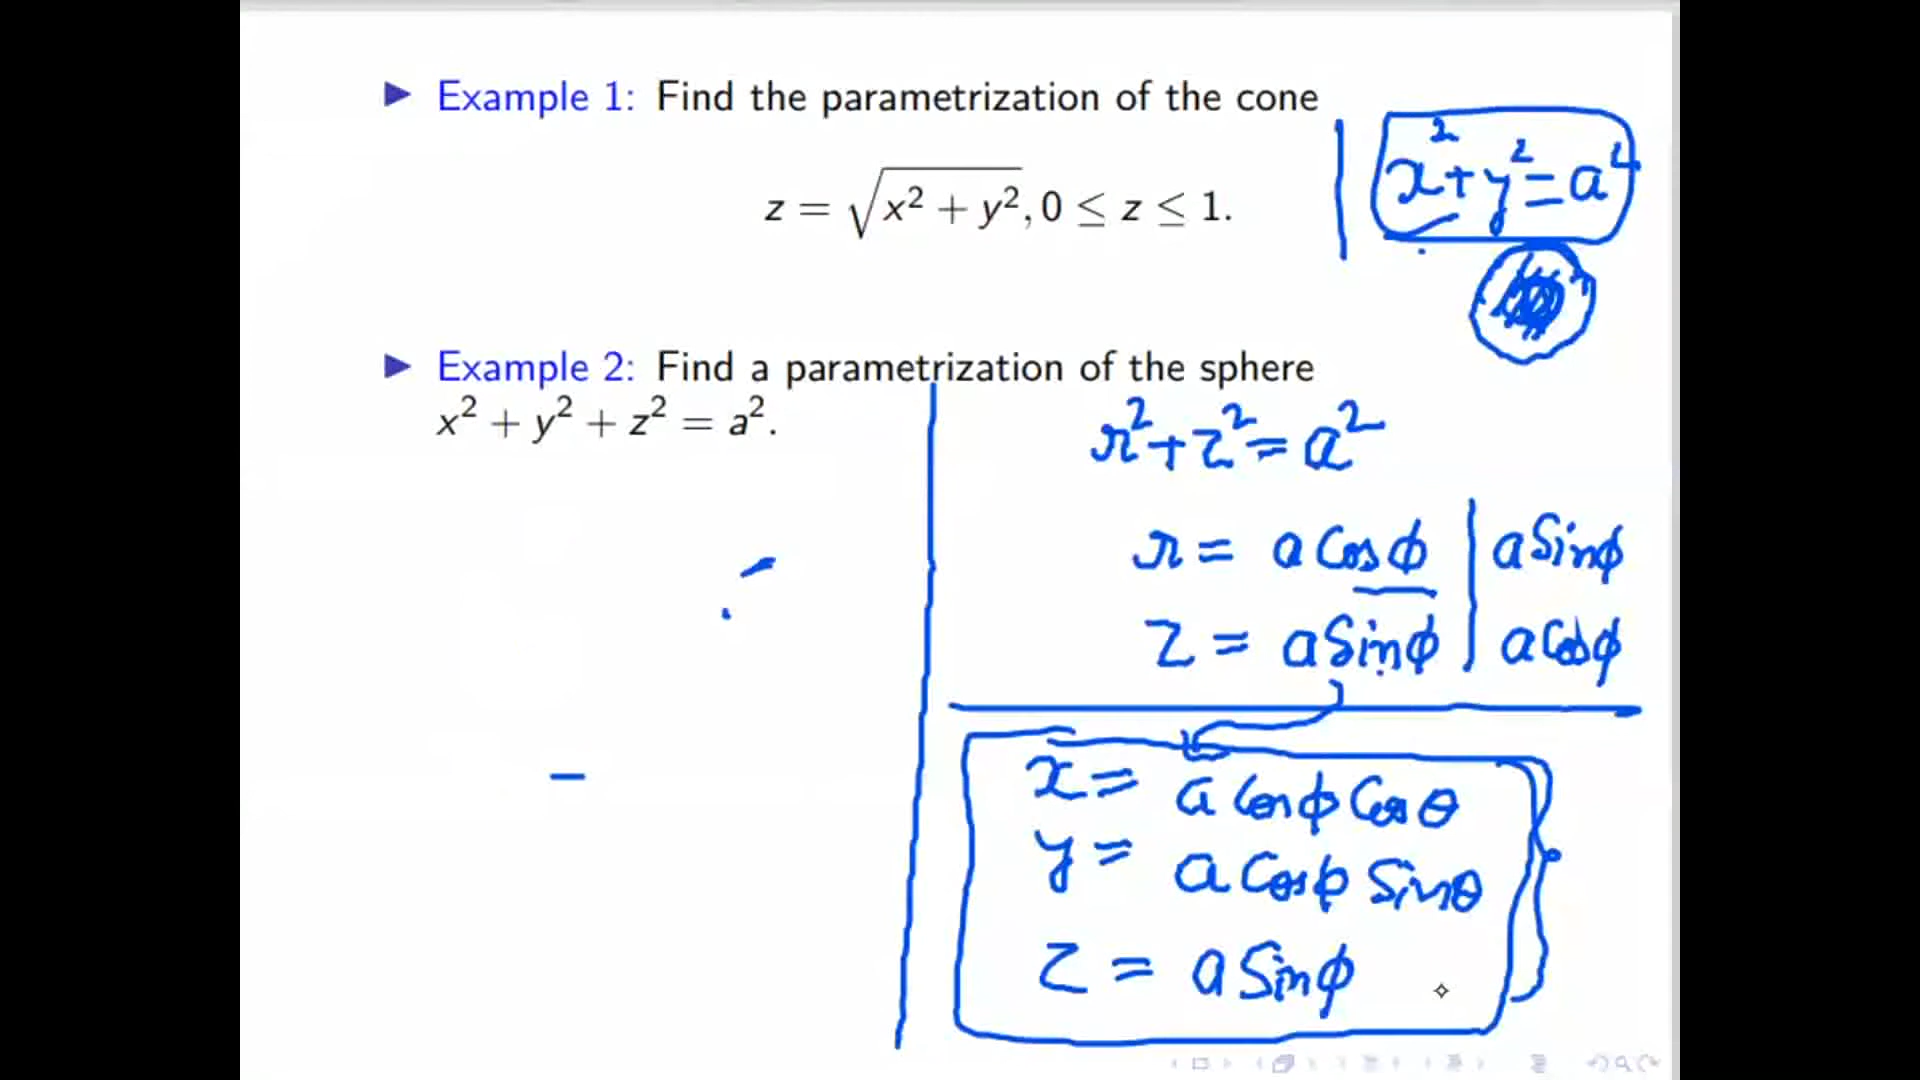 ▶ Example 1: Find the parametrization of the cone
z = √(x² + y²), 0 ≤ z ≤ 1.
x² + y² = a²
▶ Example 2: Find a parametrization of the sphere
x² + y² + z² = a².
r² + z² = a²
r = a Cos ϕ | a Sin ϕ
z = a Sin ϕ | a Cos ϕ
x = a Cos ϕ Cos θ
y = a Cos ϕ Sin θ
z = a Sin ϕ